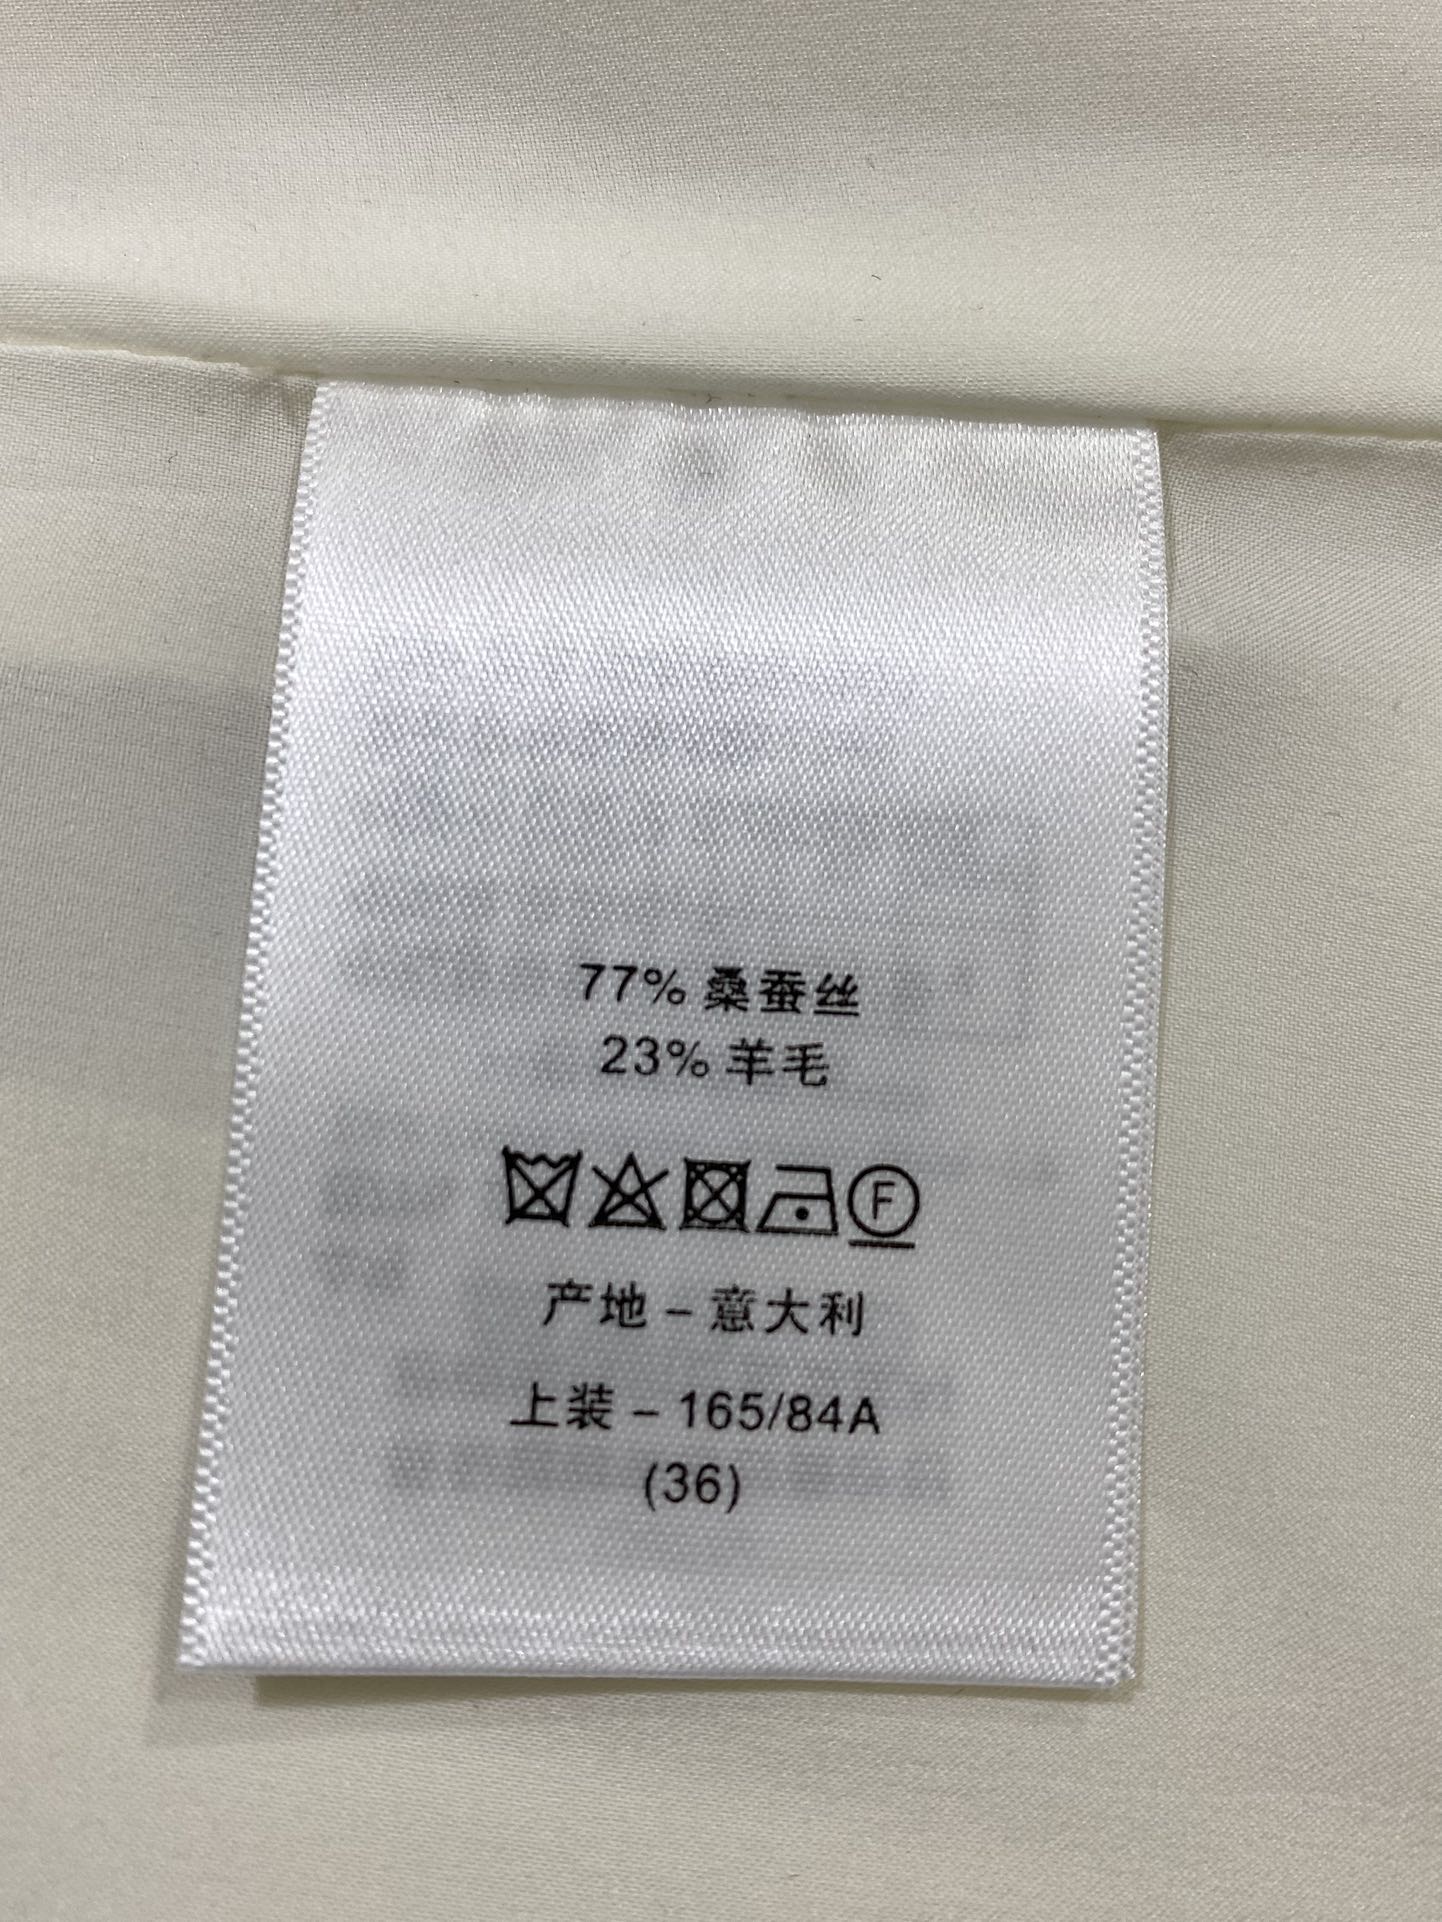 77% 桑蚕丝
23% 羊毛
F
产地 – 意大利
上装 – 165/84A
(36)